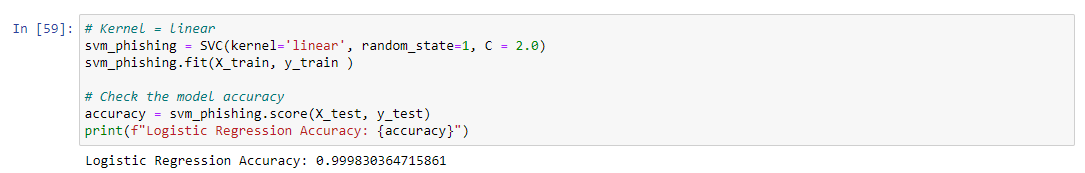 In [59]: # Kernel = linear
svm_phishing = SVC(kernel='linear', random_state=1, C = 2.0)
svm_phishing.fit(X_train, y_train )
# Check the model accuracy
accuracy = svm_phishing.score(X_test, y_test)
print(f"Logistic Regression Accuracy: {accuracy}")
Logistic Regression Accuracy: 0.999830364715861